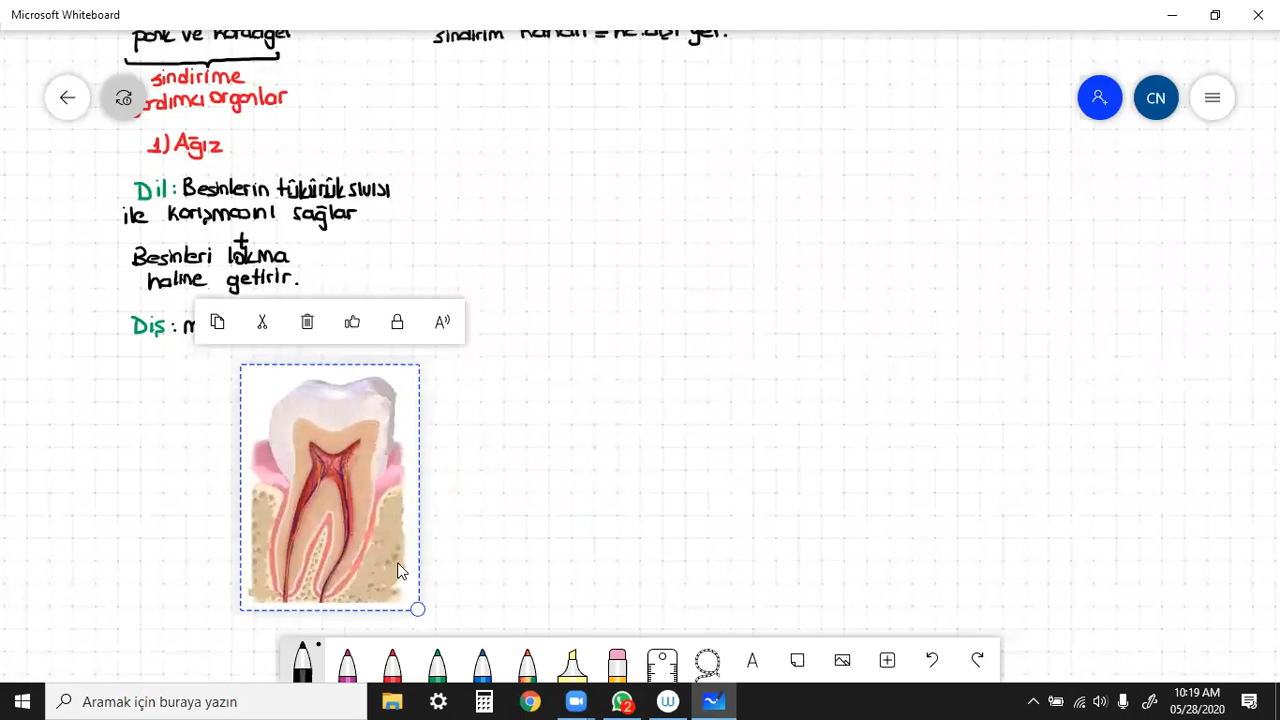 Microsoft Whiteboard
sindirime
organlar
1) Ağız
Dil: Besinlerin tükürük sıvısı
ile karışmasını sağlar
+
Besinleri lokma
haline getirir.
Diş:
CN
A
Aramak için buraya yazın
2
W
10:19 AM
05/28/2020